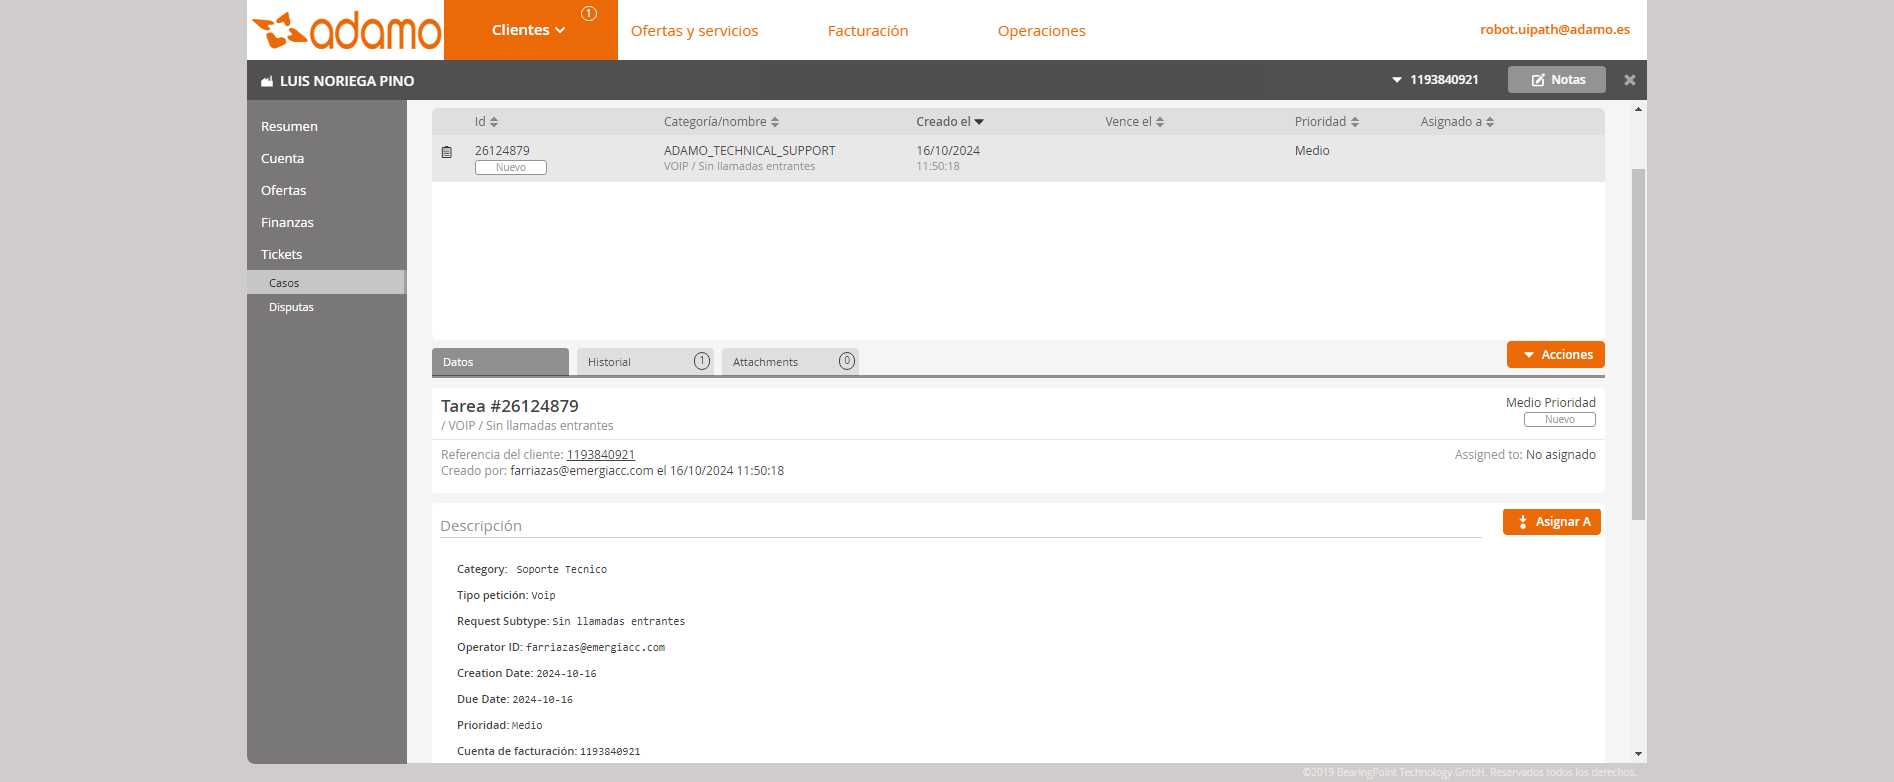 adamo
Clientes
1
Ofertas y servicios
Facturación
Operaciones
robot.uipath@adamo.es
LUIS NORIEGA PINO
1193840921
Notas
Resumen
Cuenta
Ofertas
Finanzas
Tickets
Casos
Disputas
Id
Categoría/nombre
Creado el
Vence el
Prioridad
Asignado a
26124879
ADAMO_TECHNICAL_SUPPORT
16/10/2024
Medio
Nuevo
VOIP / Sin llamadas entrantes
11:50:18
Datos
Historial
1
Attachments
0
Acciones
Tarea #26124879
Medio Prioridad
/ VOIP / Sin llamadas entrantes
Nuevo
Referencia del cliente: 1193840921
Assigned to: No asignado
Creado por: farriazas@emergiacc.com el 16/10/2024 11:50:18
Descripción
Asignar A
Category: Soporte Tecnico
Tipo petición: Voip
Request Subtype: Sin llamadas entrantes
Operator ID: farriazas@emergiacc.com
Creation Date: 2024-10-16
Due Date: 2024-10-16
Prioridad: Medio
Cuenta de facturación: 1193840921
©2019 BearingPoint Technology GmbH. Reservados todos los derechos.